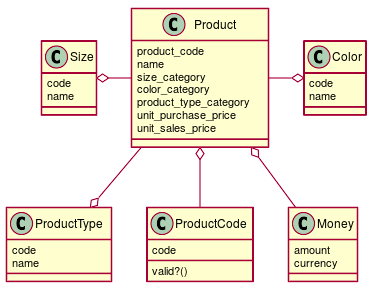 C Product
product_code
name
size_category
color_category
product_type_category
unit_purchase_price
unit_sales_price
C Size
code
name
C Color
code
name
C ProductType
code
name
C ProductCode
code
valid?()
C Money
amount
currency